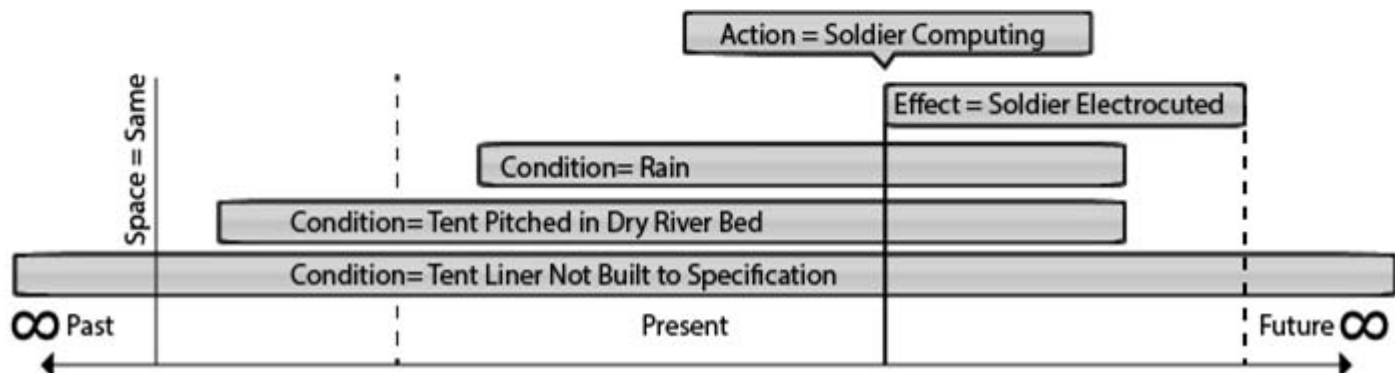 Action = Soldier Computing
Effect = Soldier Electrocuted
Space = Same
Condition= Rain
Condition= Tent Pitched in Dry River Bed
Condition= Tent Liner Not Built to Specification
∞ Past Present Future ∞